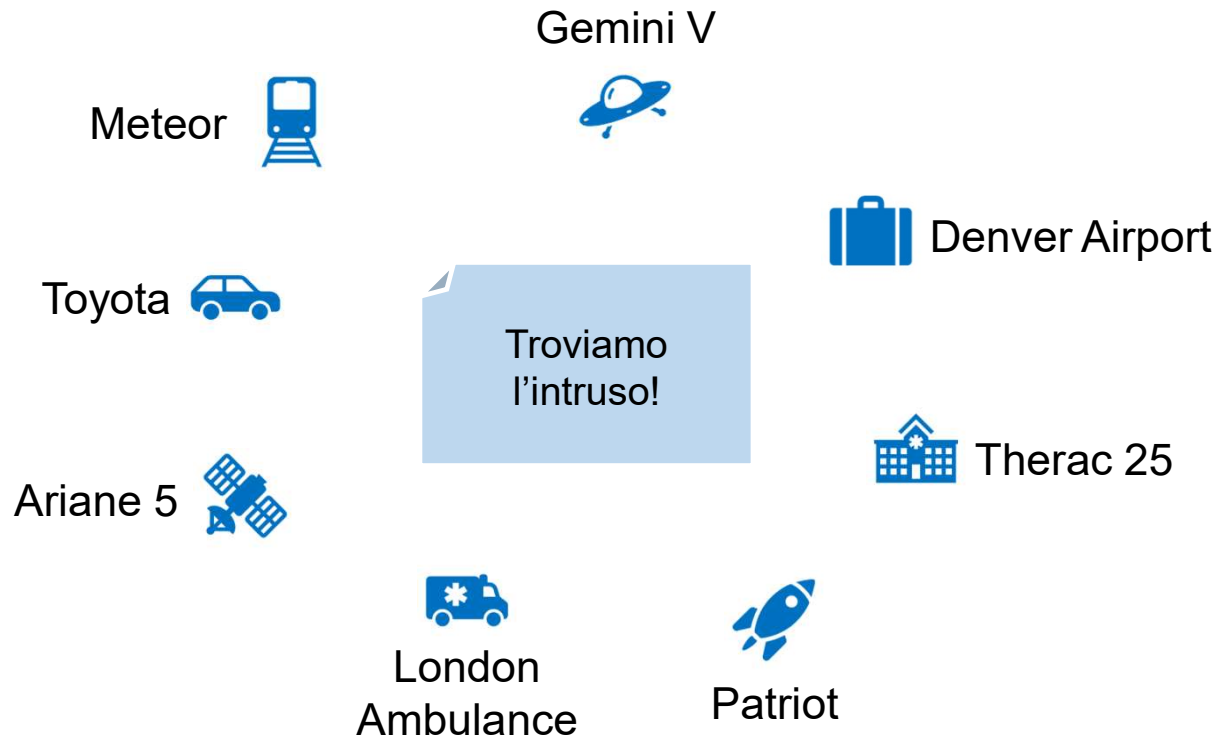 Gemini V
Meteor
Denver Airport
Toyota
Troviamo
l’intruso!
Therac 25
Ariane 5
London
Ambulance
Patriot